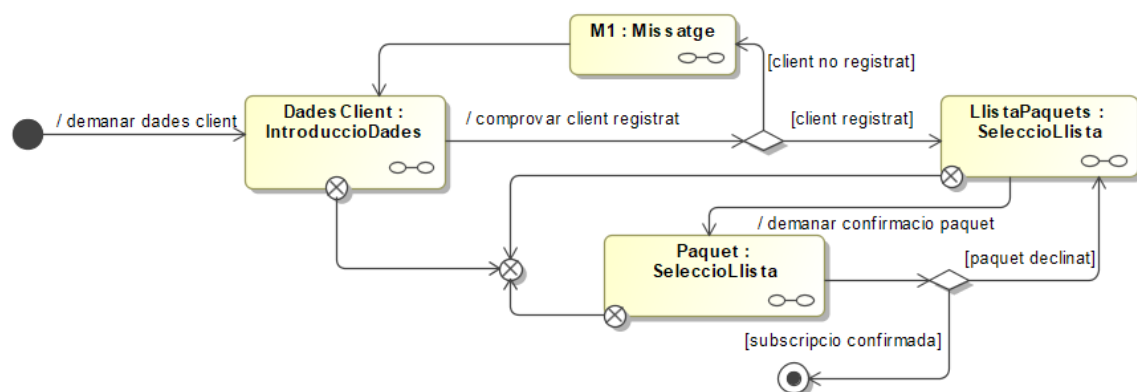 M1 : Missatge
[client no registrat]
/ demanar dades client
DadesClient :
IntroduccioDades
/ comprovar client registrat
[client registrat]
LlistaPaquets :
SeleccioLlista
/ demanar confirmacio paquet
Paquet :
SeleccioLlista
[paquet declinat]
[subscripcio confirmada]